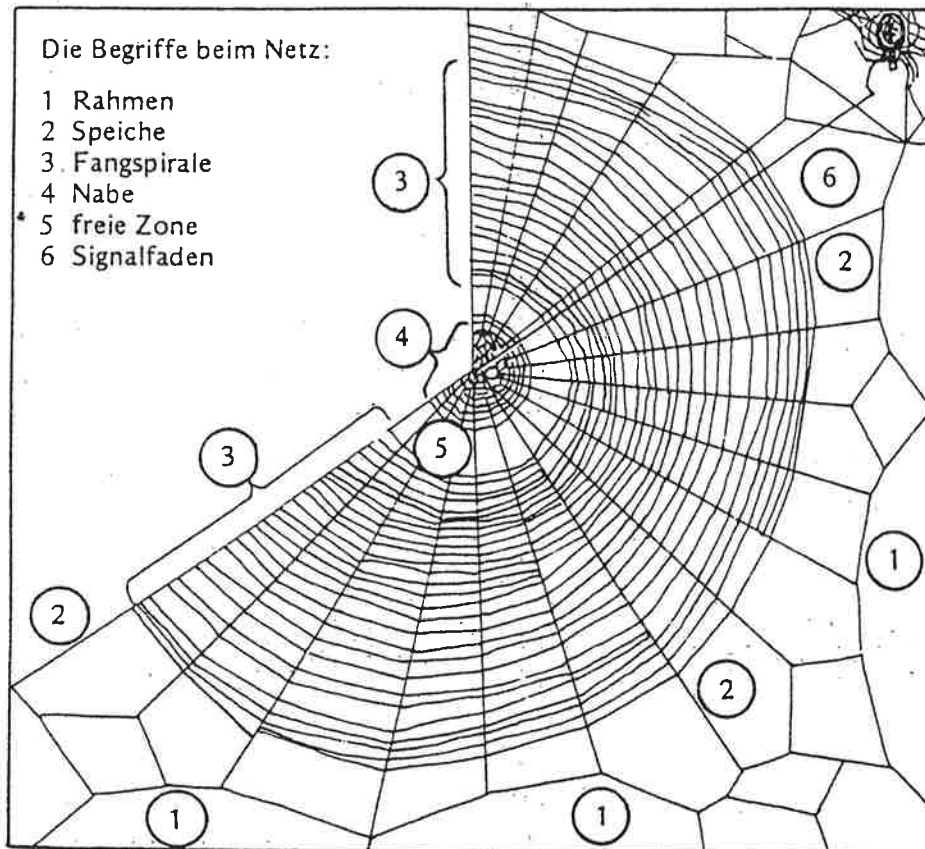 Die Begriffe beim Netz:
1 Rahmen
2 Speiche
3. Fangspirale
4 Nabe
5 freie Zone
6 Signalfaden
3
6
2
4
3
5
1
2
2
1
1